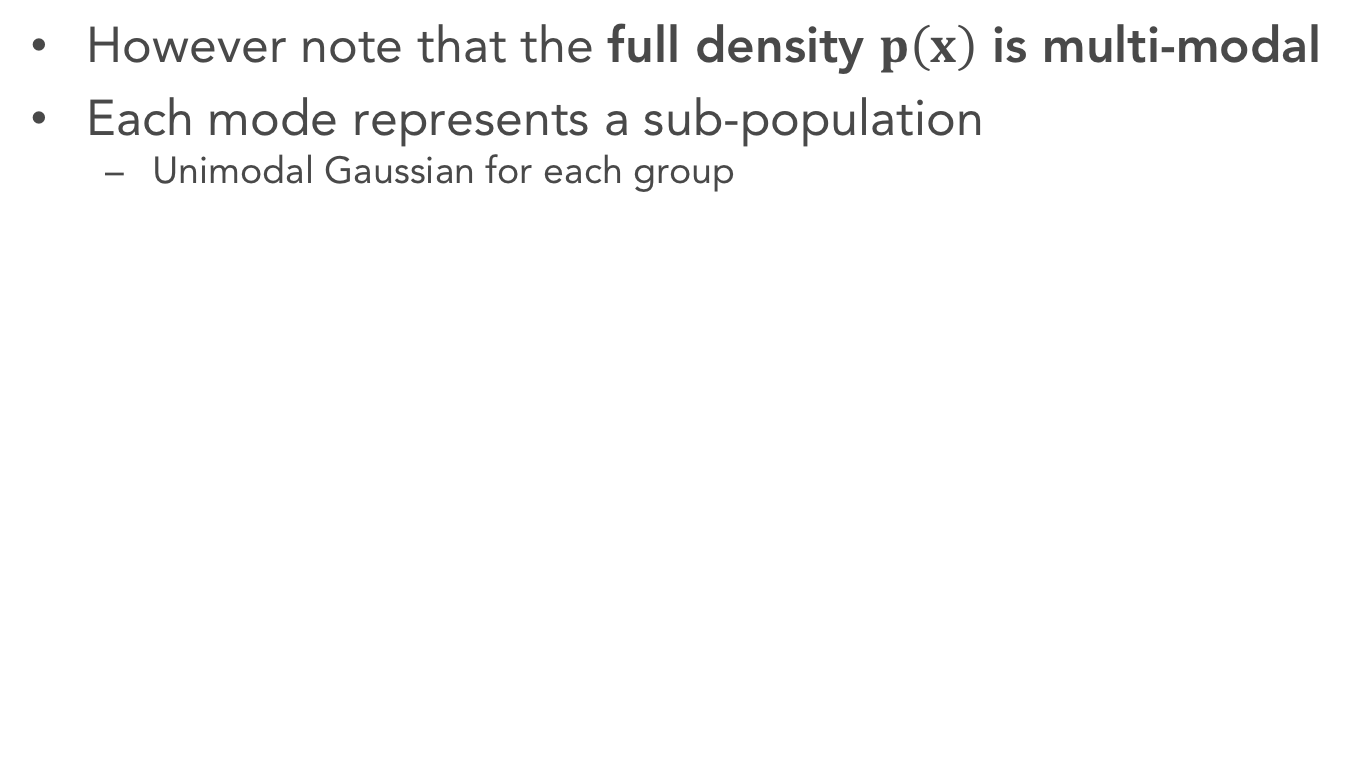 • However note that the full density p(x) is multi-modal
• Each mode represents a sub-population
– Unimodal Gaussian for each group